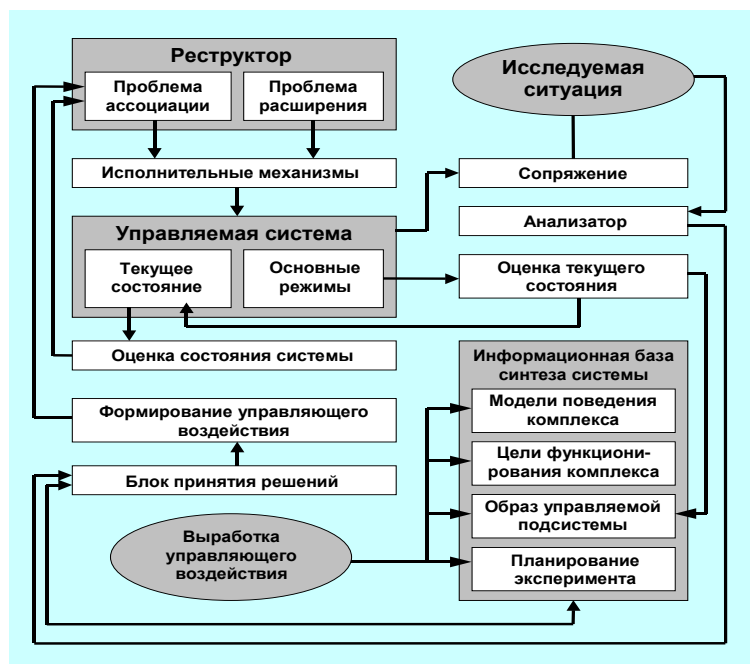 Реструктор
Проблема
ассоциации
Проблема
расширения
Исследуемая
ситуация
Исполнительные механизмы
Сопряжение
Управляемая система
Анализатор
Текущее
состояние
Основные
режимы
Оценка текущего
состояния
Оценка состояния системы
Информационная база
синтеза системы
Модели поведения
комплекса
Формирование управляющего
воздействия
Цели функциони-
рования комплекса
Блок принятия решений
Образ управляемой
подсистемы
Выработка
управляющего
воздействия
Планирование
эксперимента